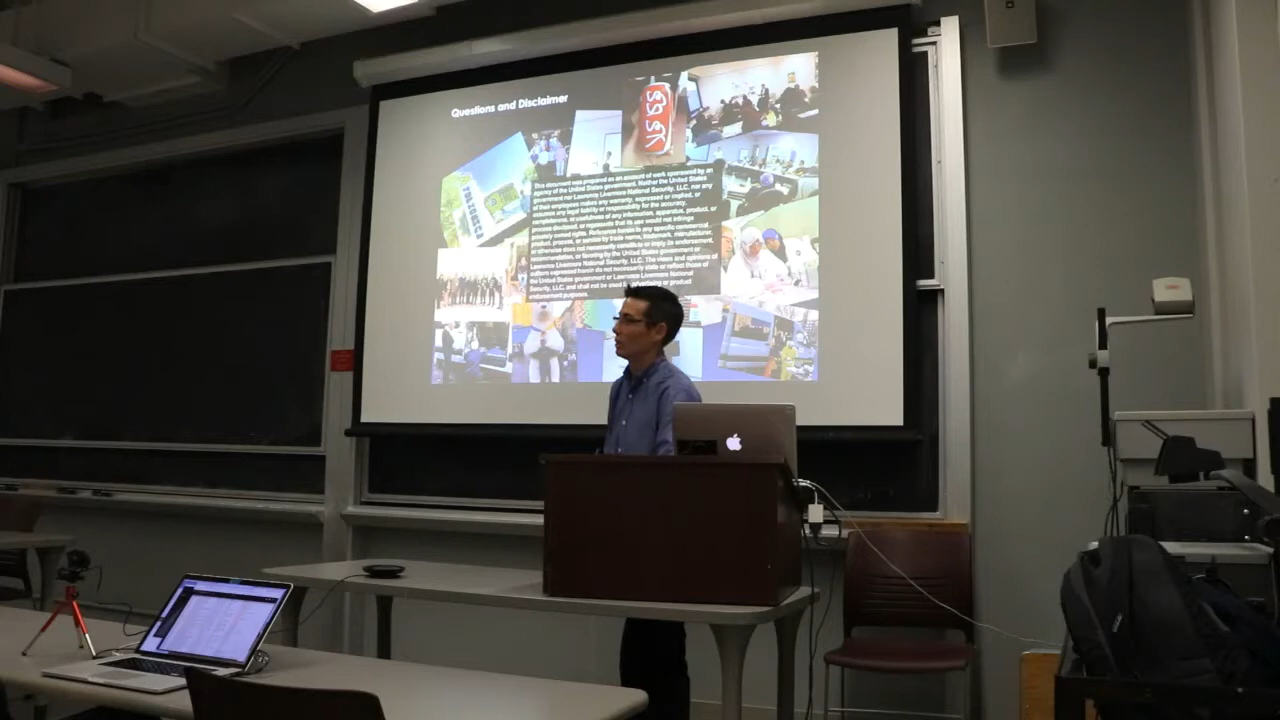 Questions and Disclaimer
This document was prepared as an account of work sponsored by an
agency of the United States government. Neither the United States
government nor Lawrence Livermore National Security, LLC, nor any
of their employees makes any warranty, expressed or implied, or
assumes any legal liability or responsibility for the accuracy,
completeness, or usefulness of any information, apparatus, product, or
process disclosed, or represents that its use would not infringe
privately owned rights. Reference herein to any specific commercial
product, process, or service by trade name, trademark, manufacturer,
or otherwise does not necessarily constitute or imply its endorsement,
recommendation, or favoring by the United States government or
Lawrence Livermore National Security, LLC. The views and opinions of
authors expressed herein do not necessarily state or reflect those of
the United States government or Lawrence Livermore National
Security, LLC, and shall not be used for advertising or product
endorsement purposes.